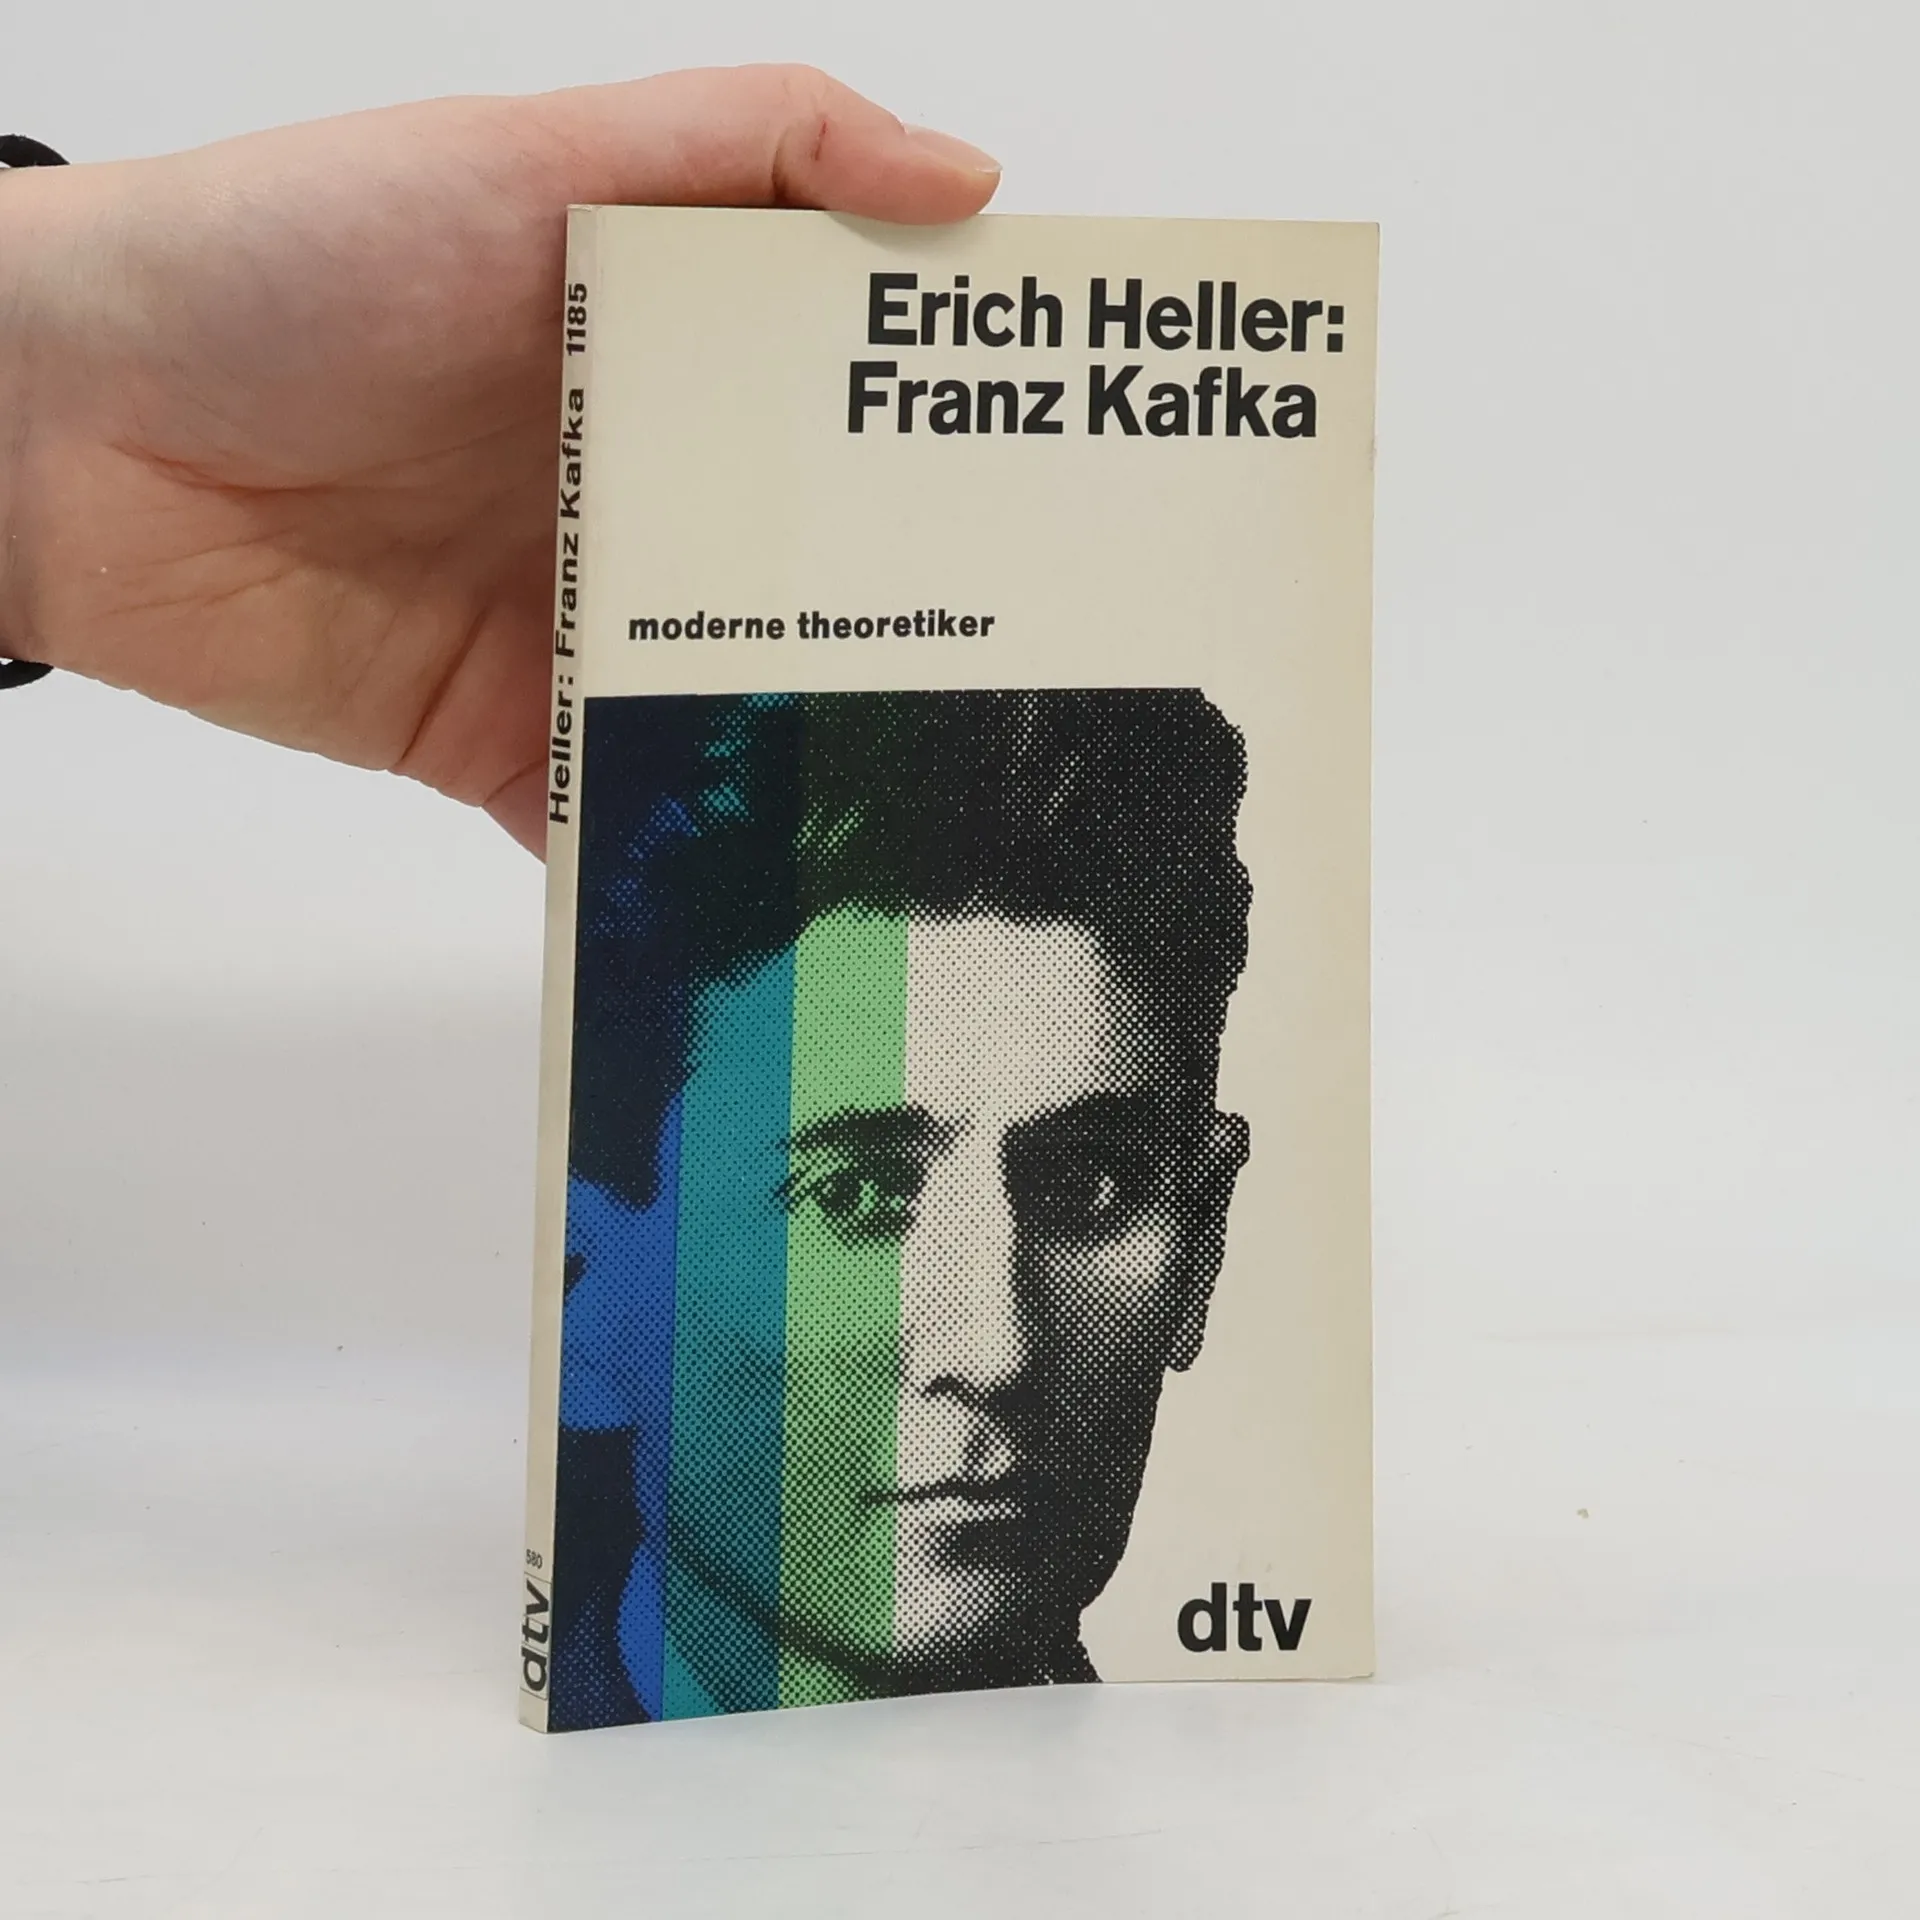 Erich Heller:
Franz Kafka
moderne theoretiker
dtv
Heller: Franz Kafka 1185
580
dtv